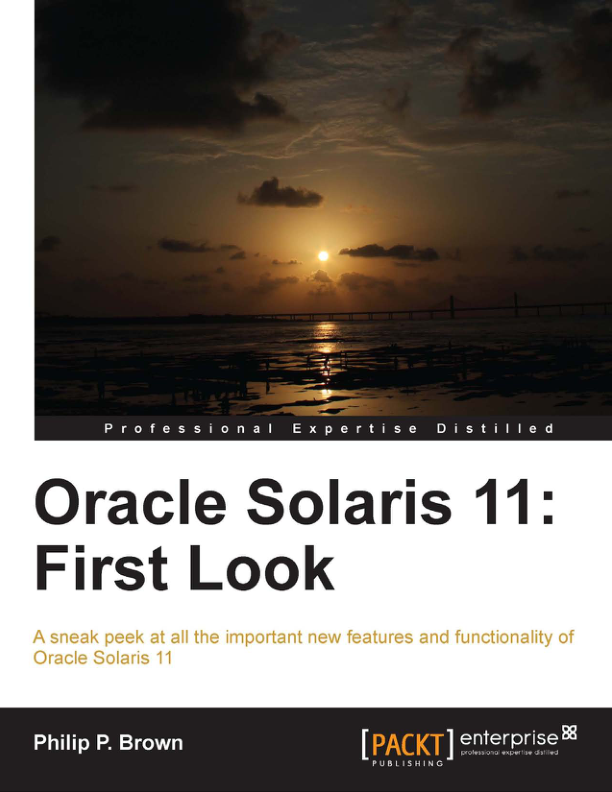 Professional Expertise Distilled
Oracle Solaris 11:
First Look
A sneak peek at all the important new features and functionality of
Oracle Solaris 11
Philip P. Brown
[PACKT] enterprise
PUBLISHING
professional expertise distilled